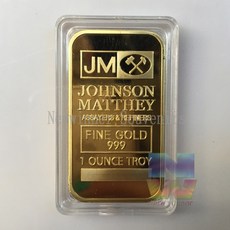 JM
JOHNSON
MATTHEY
ASSAYERS & REFINERS
FINE GOLD
999
1 OUNCE TROY